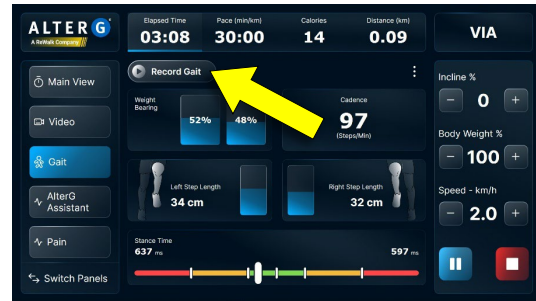 ALTER G
A ReWalk Company
Elapsed Time
03:08
Pace (min/km)
30:00
Calories
14
Distance (km)
0.09
VIA
Main View
Video
Gait
AlterG
Assistant
Pain
Switch Panels
Record Gait
Weight
Bearing
52%
48%
Cadence
97
(Steps/Min)
Left Step Length
34 cm
Right Step Length
32 cm
Stance Time
637 ms
597 ms
Incline %
- 0 +
Body Weight %
- 100 +
Speed - km/h
- 2.0 +